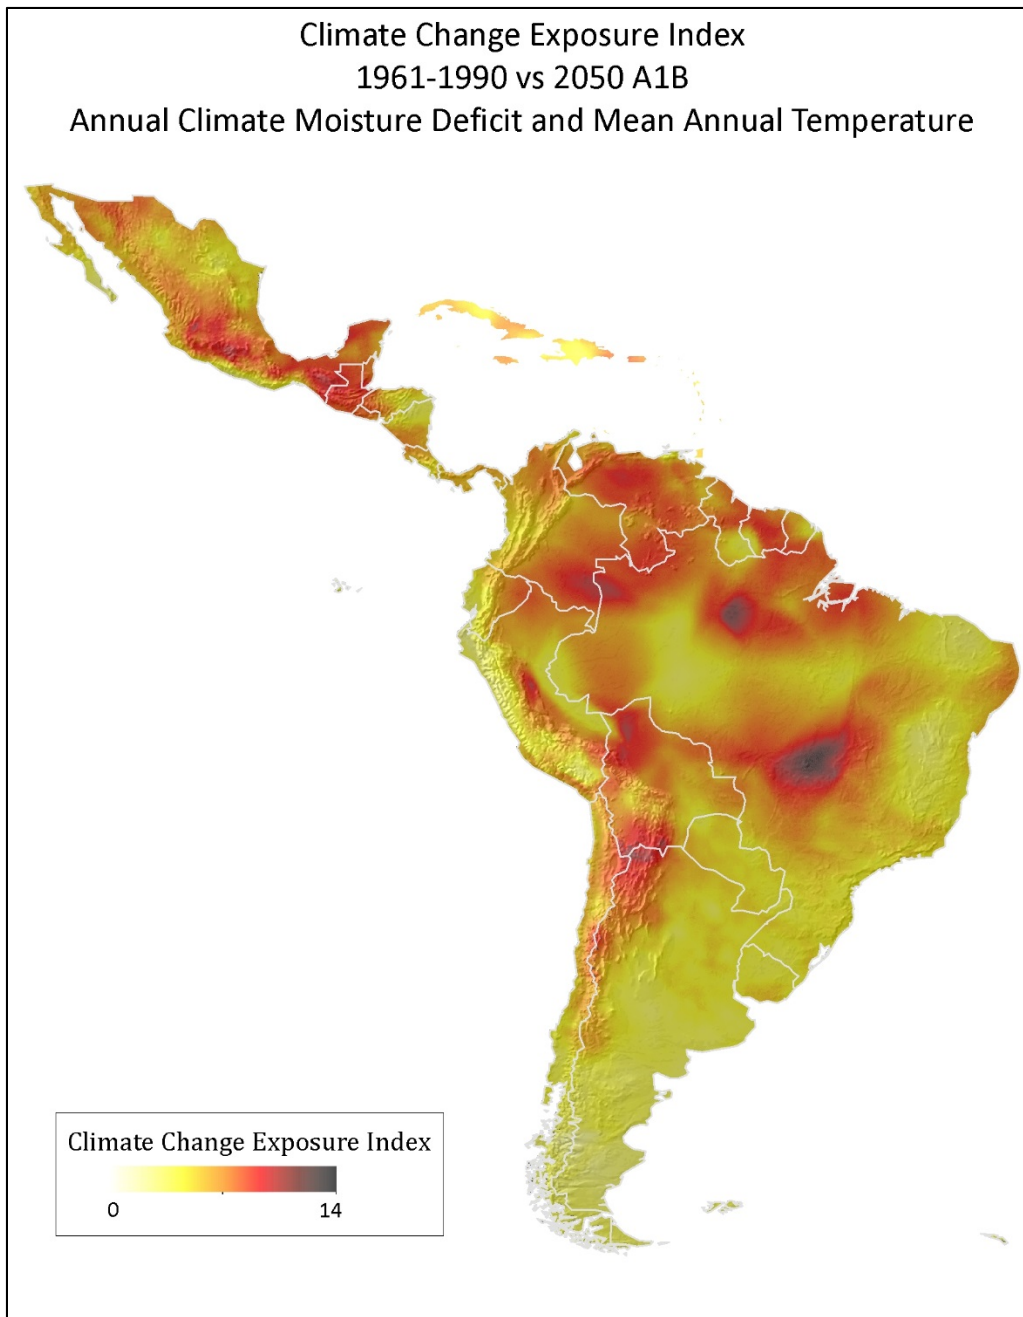 Climate Change Exposure Index
1961-1990 vs 2050 A1B
Annual Climate Moisture Deficit and Mean Annual Temperature
Climate Change Exposure Index
0 14